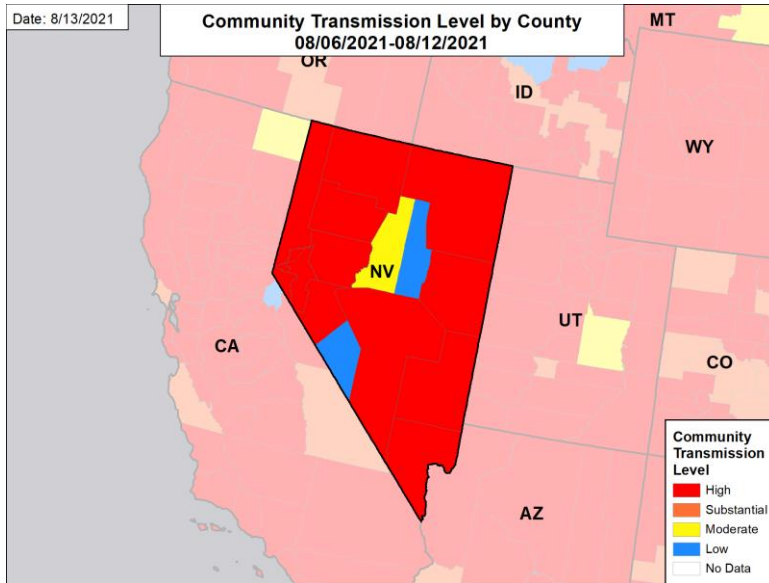 Date: 8/13/2021
Community Transmission Level by County
08/06/2021-08/12/2021
MT
OR
ID
WY
NV
UT
CA
CO
AZ
Community
Transmission
Level
High
Substantial
Moderate
Low
No Data